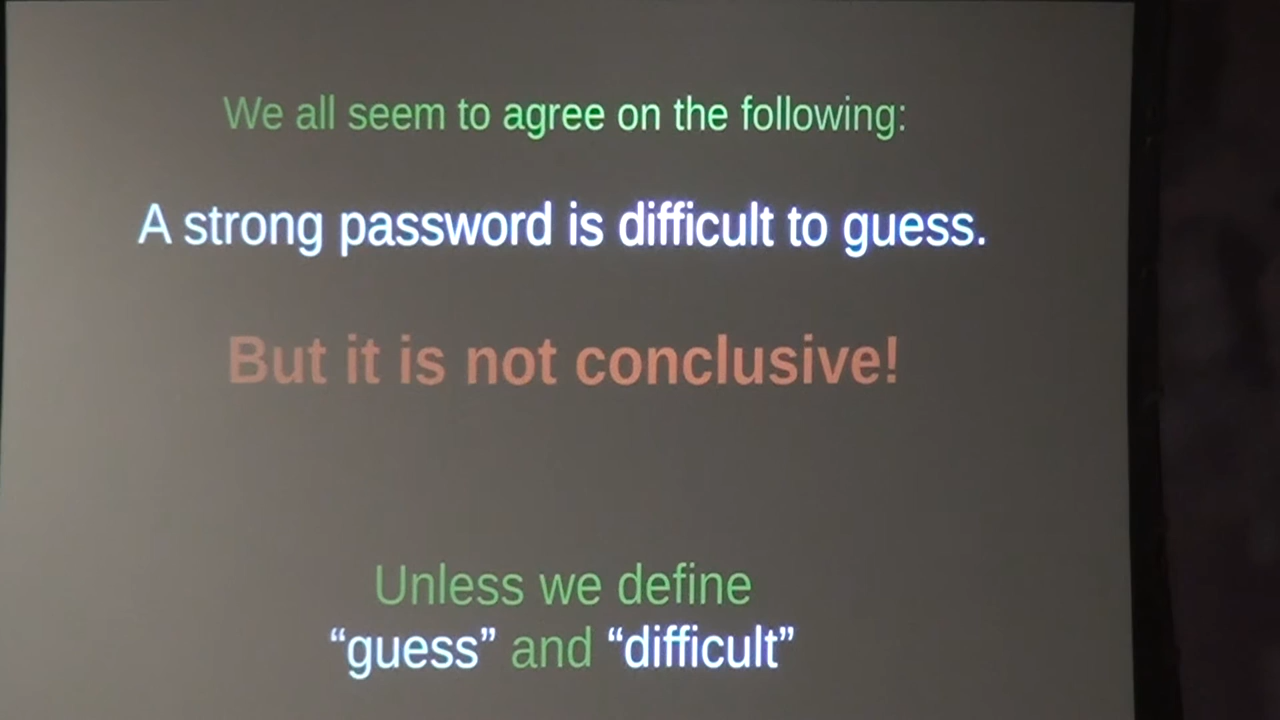 We all seem to agree on the following:
A strong password is difficult to guess.
But it is not conclusive!
Unless we define
“guess” and “difficult”